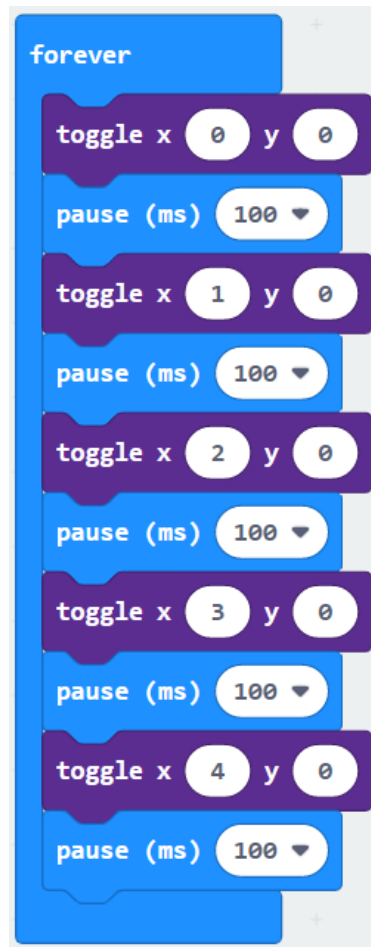 forever
toggle x 0 y 0
pause (ms) 100
toggle x 1 y 0
pause (ms) 100
toggle x 2 y 0
pause (ms) 100
toggle x 3 y 0
pause (ms) 100
toggle x 4 y 0
pause (ms) 100